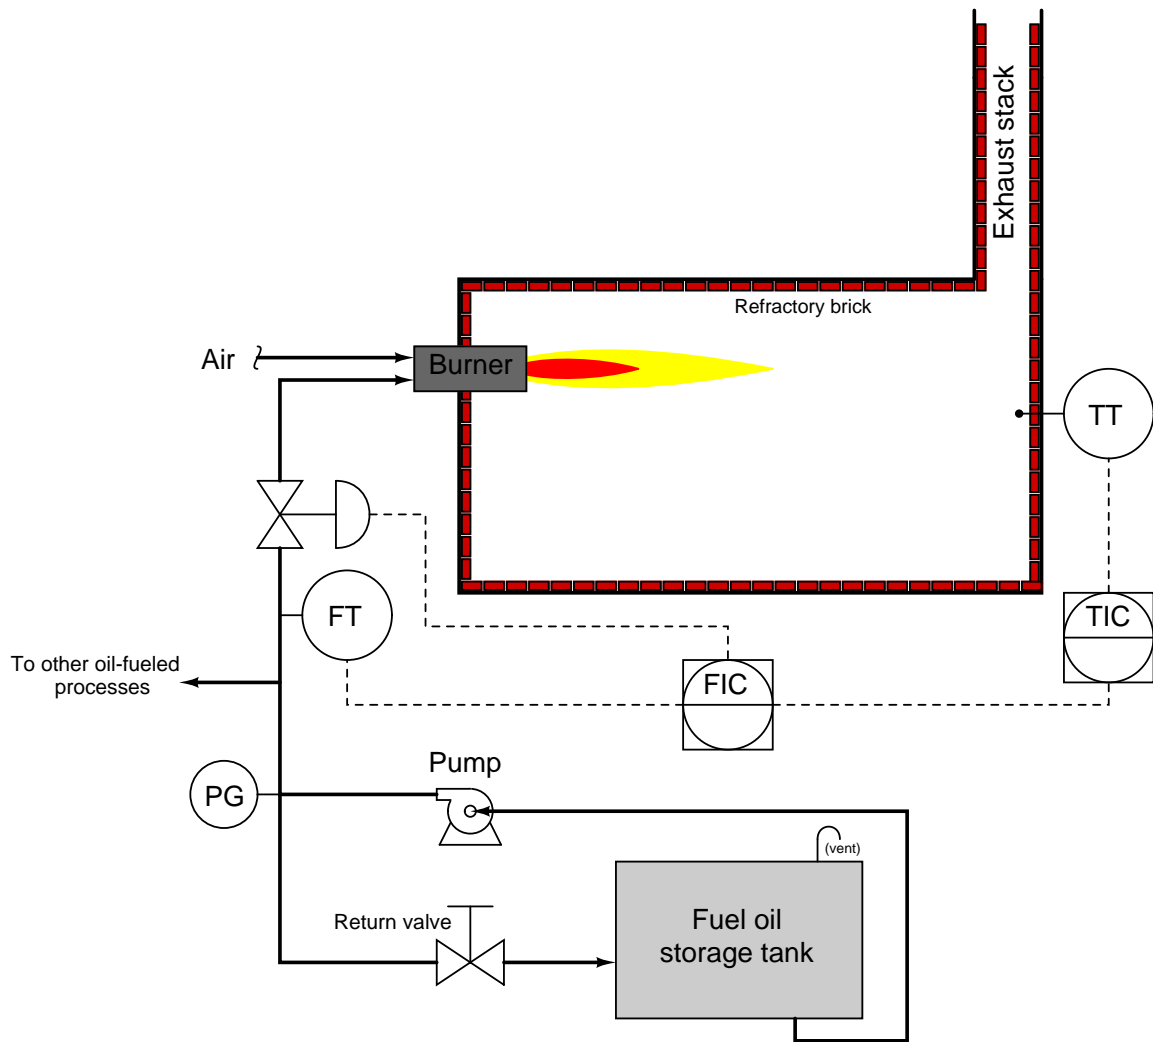 Exhaust stack
Refractory brick
Air
Burner
TT
FT
TIC
To other oil-fueled
processes
FIC
Pump
PG
(vent)
Return valve
Fuel oil
storage tank